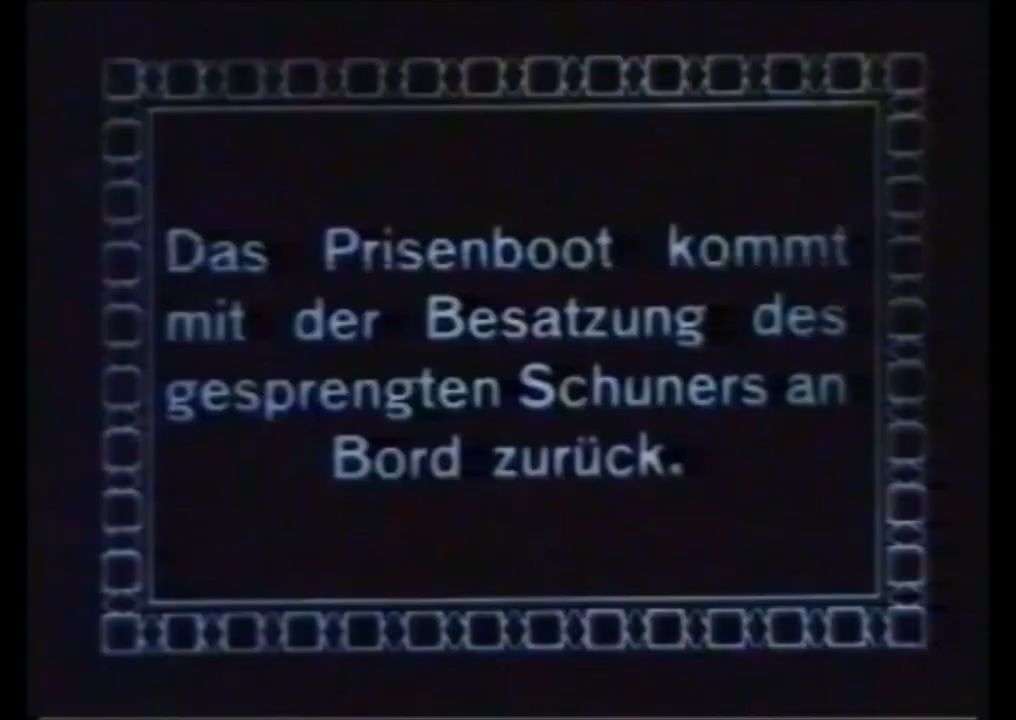 Das Prisenboot kommt
mit der Besatzung des
gesprengten Schuners an
Bord zurück.